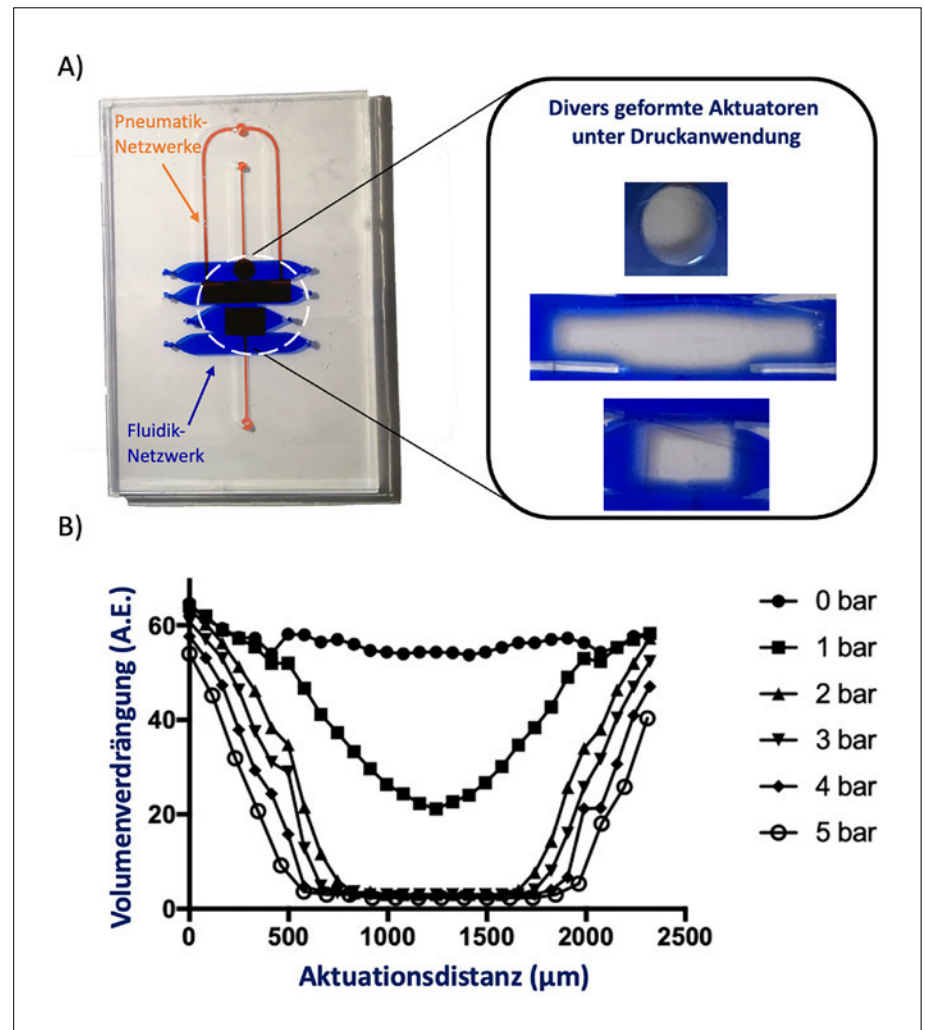 A)
Pneumatik-
Netzwerke
Fluidik-
Netzwerk
Divers geformte Aktuatoren
unter Druckanwendung
B)
Volumenverdrängung (A.E.)
60
40
20
0
0 500 1000 1500 2000 2500
Aktuationsdistanz (µm)
0 bar
1 bar
2 bar
3 bar
4 bar
5 bar